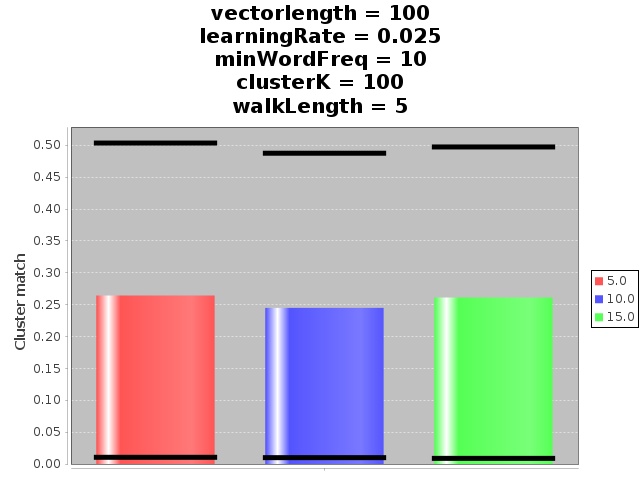 vectorlength = 100
learningRate = 0.025
minWordFreq = 10
clusterK = 100
walkLength = 5
Cluster match
0.50
0.45
0.40
0.35
0.30
0.25
0.20
0.15
0.10
0.05
0.00
5.0
10.0
15.0